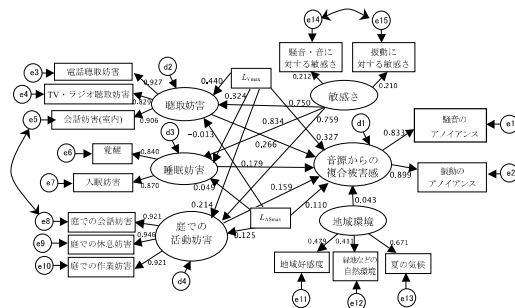 e14
e15
騒音・音に
対する敏感さ
振動に
対する敏感さ
0.212
0.210
d2
e3
電話聴取妨害
0.927
e4
TV・ラジオ聴取妨害
0.829
e5
会話妨害(室内)
0.906
聴取妨害
0.440
LVmax
0.324
敏感さ
0.750
0.834
0.759
0.327
d1
d3
-0.013
0.266
e6
覚醒
0.840
e7
入眠妨害
0.870
睡眠妨害
0.179
0.049
音源からの
複合被害感
0.833
騒音の
アノイアンス
e1
0.899
振動の
アノイアンス
e2
0.214
0.159
0.110
LASmax
0.125
0.043
e8
庭での会話妨害
0.921
e9
庭での休息妨害
0.946
e10
庭での作業妨害
0.921
庭での
活動妨害
d4
地域環境
0.479
0.411
0.671
地域好感度
緑地などの
自然環境
夏の気候
e11
e12
e13